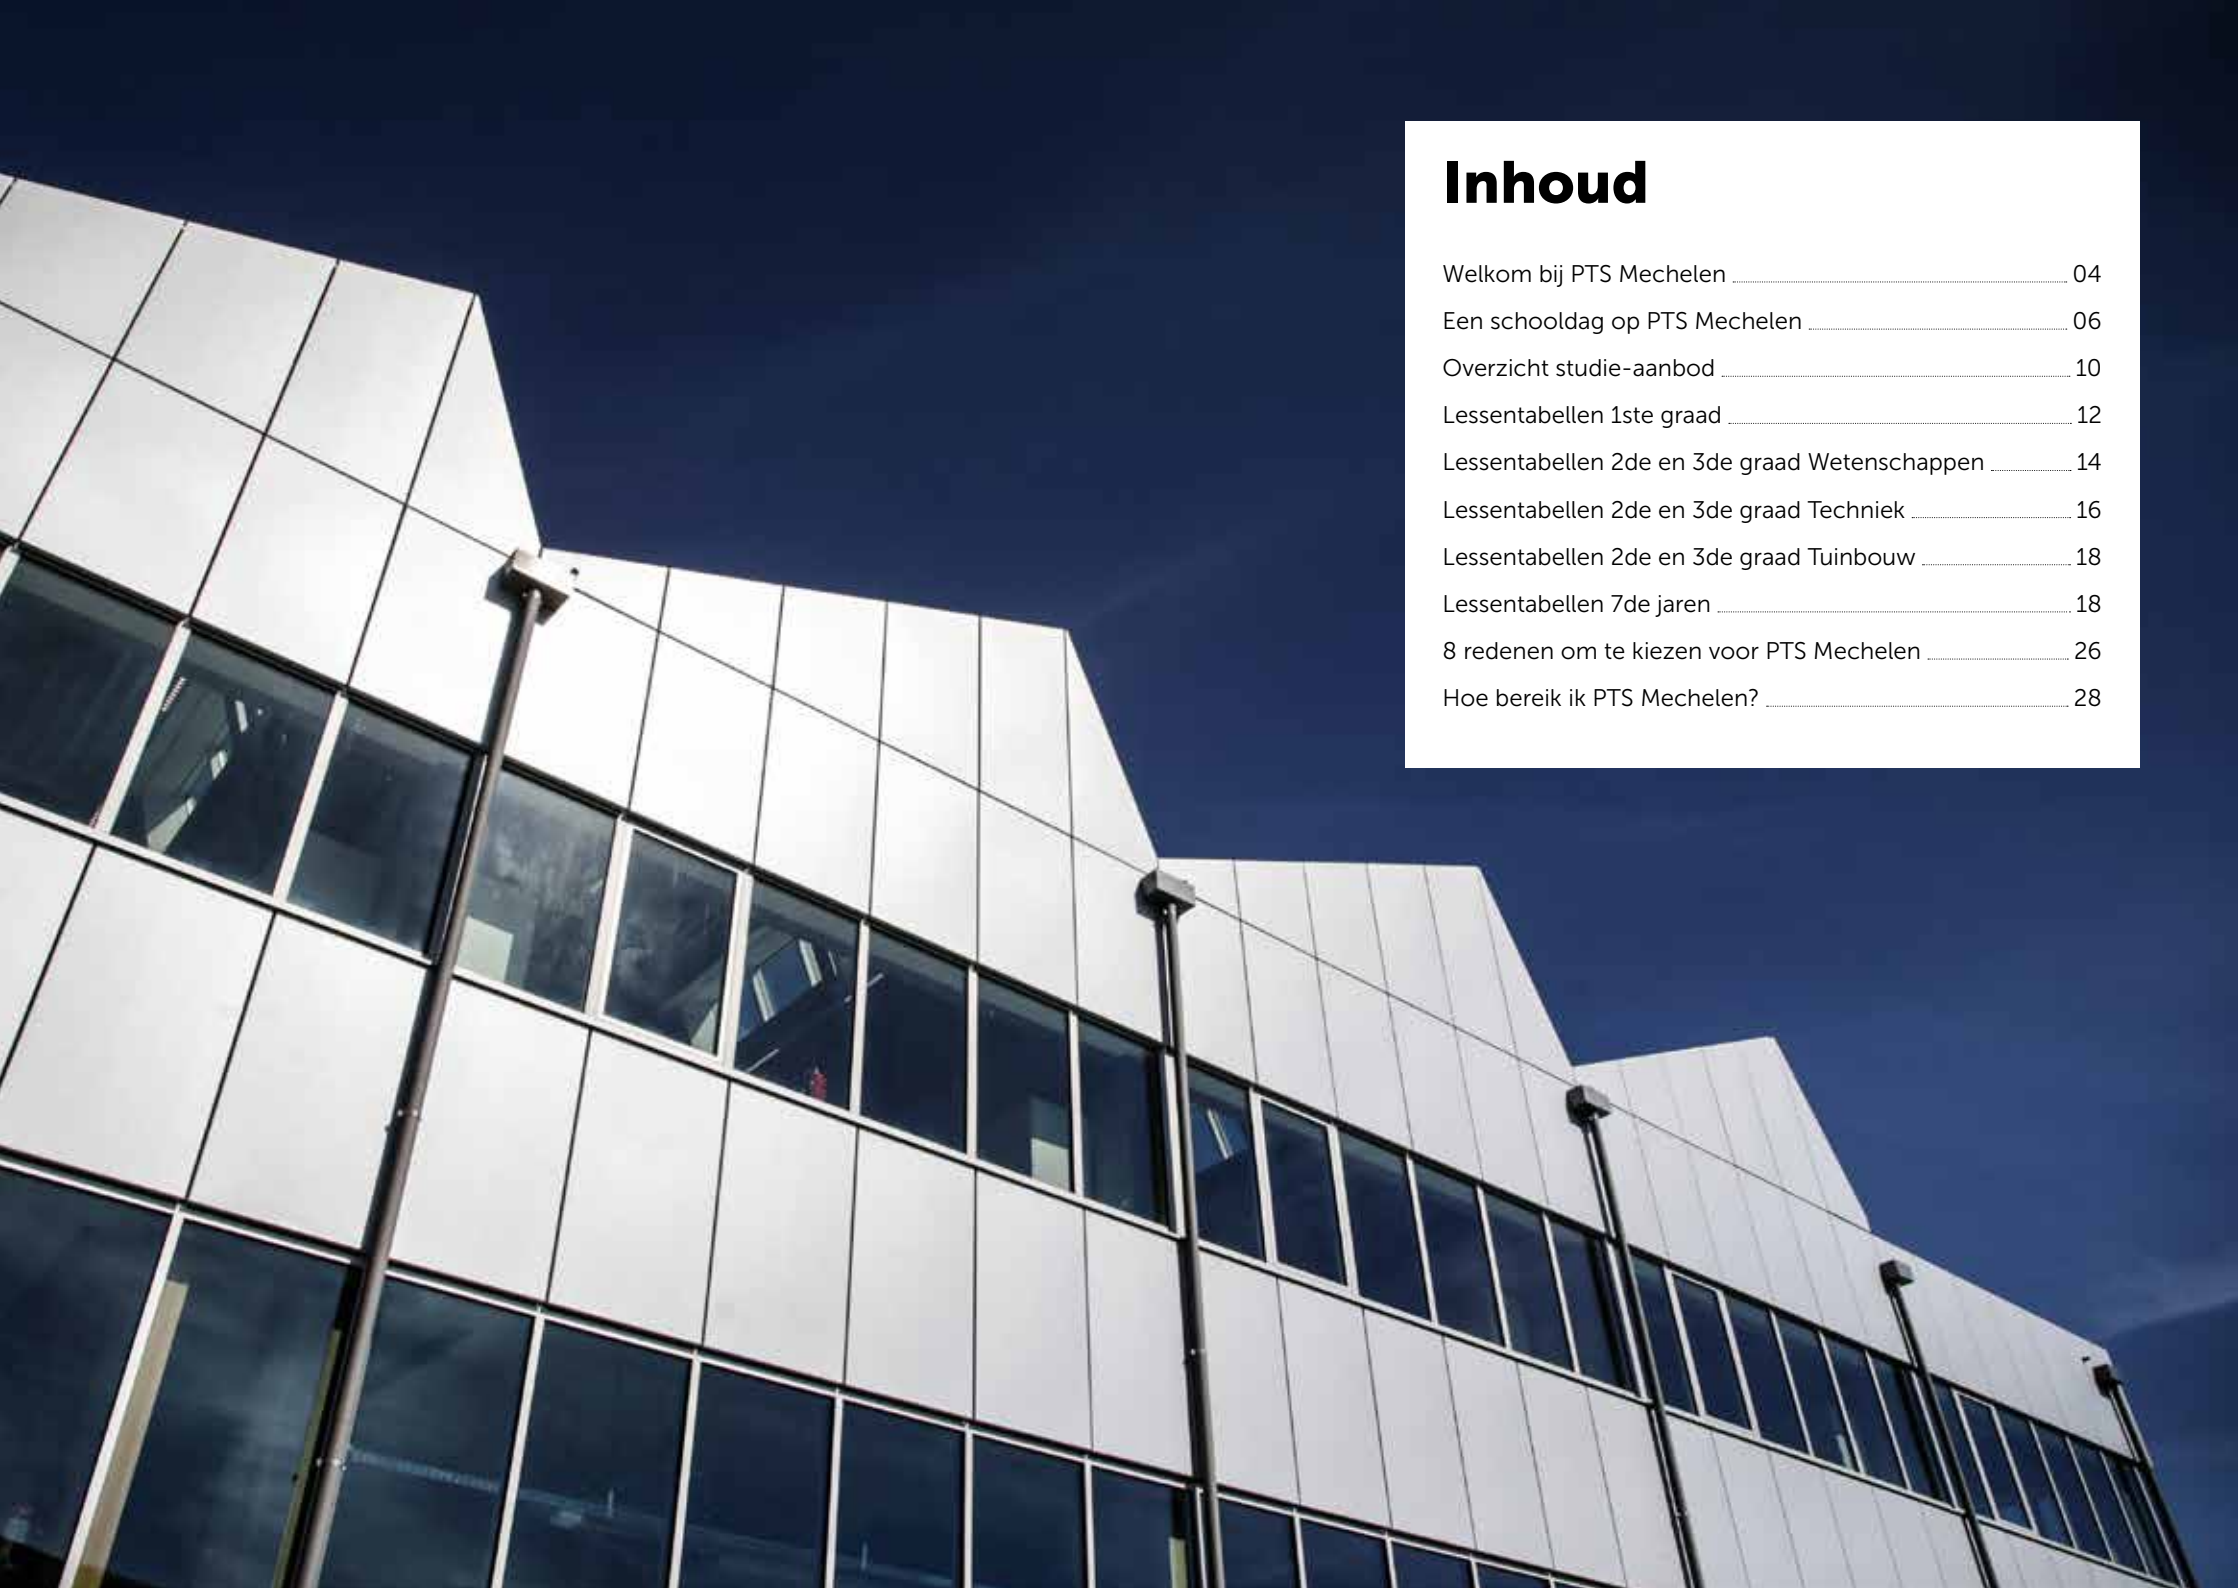 Inhoud
Welkom bij PTS Mechelen 04
Een schooldag op PTS Mechelen 06
Overzicht studie-aanbod 10
Lessentabellen 1ste graad 12
Lessentabellen 2de en 3de graad Wetenschappen 14
Lessentabellen 2de en 3de graad Techniek 16
Lessentabellen 2de en 3de graad Tuinbouw 18
Lessentabellen 7de jaren 18
8 redenen om te kiezen voor PTS Mechelen 26
Hoe bereik ik PTS Mechelen? 28